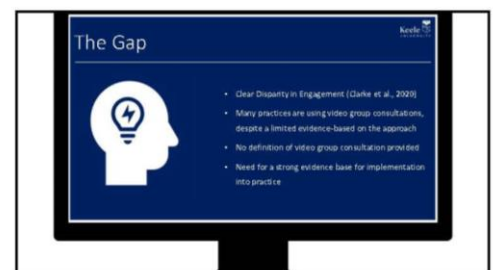 The Gap
Keele
UNIVERSITY
• Clear Disparity in Engagement (Clarke et al., 2020)
• Many practices are using video group consultations,
despite a limited evidence-based on the approach
• No definition of video group consultation provided
• Need for a strong evidence base for implementation
into practice